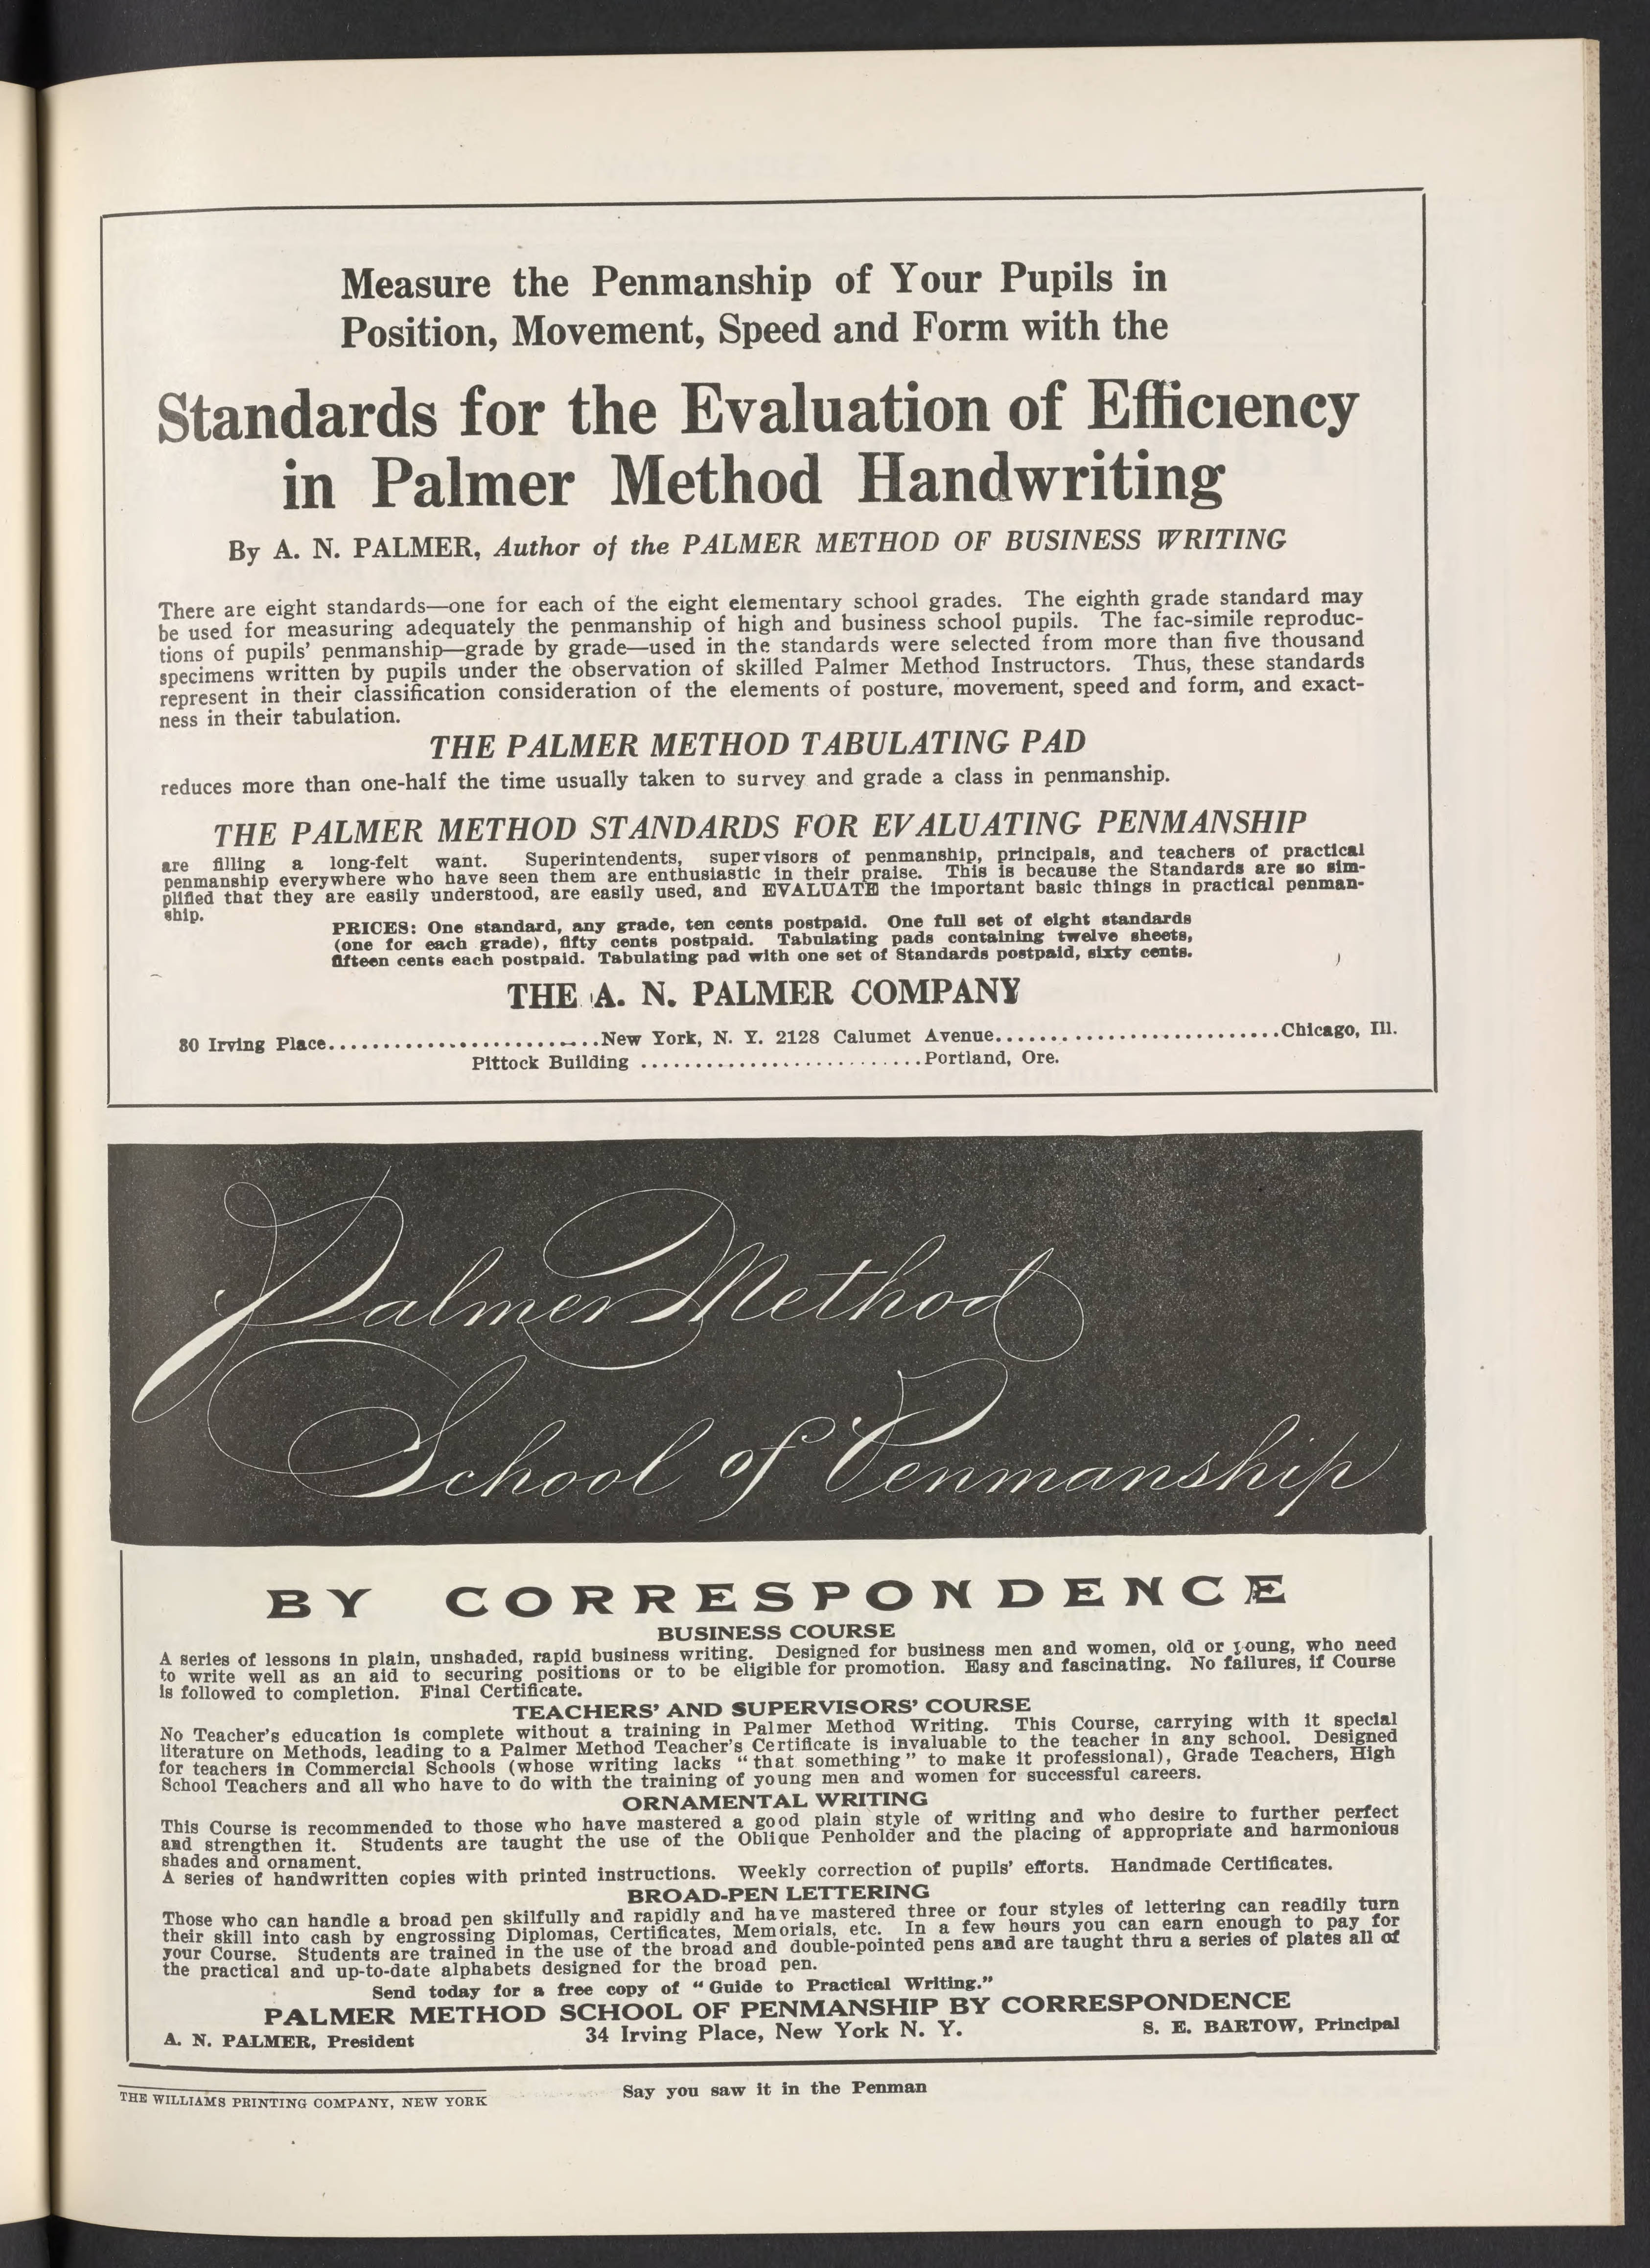 Measure the Penmanship of Your Pupils in
Position, Movement, Speed and Form with the
Standards for the Evaluation of Efficiency
in Palmer Method Handwriting
By A. N. PALMER, Author of the PALMER METHOD OF BUSINESS WRITING
There are eight standards—one for each of the eight elementary school grades. The eighth grade standard may
be used for measuring adequately the penmanship of high and business school pupils. The fac-simile reproduc-
tions of pupils' penmanship—grade by grade—used in the standards were selected from more than five thousand
specimens written by pupils under the observation of skilled Palmer Method Instructors. Thus, these standards
represent in their classification consideration of the elements of posture, movement, speed and form, and exact-
ness in their tabulation.
THE PALMER METHOD TABULATING PAD
reduces more than one-half the time usually taken to survey and grade a class in penmanship.
THE PALMER METHOD STANDARDS FOR EVALUATING PENMANSHIP
are filling a long-felt want. Superintendents, supervisors of penmanship, principals, and teachers of practical
penmanship everywhere who have seen them are enthusiastic in their praise. This is because the Standards are so sim-
plified that they are easily understood, are easily used, and EVALUATE the important basic things in practical penman-
ship.
PRICES: One standard, any grade, ten cents postpaid. One full set of eight standards
(one for each grade), fifty cents postpaid. Tabulating pads containing twelve sheets,
fifteen cents each postpaid. Tabulating pad with one set of Standards postpaid, sixty cents.
THE A. N. PALMER COMPANY
30 Irving Place..........................New York, N. Y. 2128 Calumet Avenue..........................Chicago, Ill.
Pittock Building ..........................Portland, Ore.
Palmer Method
School of Penmanship
BY CORRESPONDENCE
BUSINESS COURSE
A series of lessons in plain, unshaded, rapid business writing. Designed for business men and women, old or young, who need
to write well as an aid to securing positions or to be eligible for promotion. Easy and fascinating. No failures, if Course
is followed to completion. Final Certificate.
TEACHERS' AND SUPERVISORS' COURSE
No Teacher's education is complete without a training in Palmer Method Writing. This Course, carrying with it special
literature on Methods, leading to a Palmer Method Teacher's Certificate is invaluable to the teacher in any school. Designed
for teachers in Commercial Schools (whose writing lacks "that something" to make it professional), Grade Teachers, High
School Teachers and all who have to do with the training of young men and women for successful careers.
ORNAMENTAL WRITING
This Course is recommended to those who have mastered a good plain style of writing and who desire to further perfect
and strengthen it. Students are taught the use of the Oblique Penholder and the placing of appropriate and harmonious
shades and ornament.
A series of handwritten copies with printed instructions. Weekly correction of pupils' efforts. Handmade Certificates.
BROAD-PEN LETTERING
Those who can handle a broad pen skilfully and rapidly and have mastered three or four styles of lettering can readily turn
their skill into cash by engrossing Diplomas, Certificates, Memorials, etc. In a few hours you can earn enough to pay for
your Course. Students are trained in the use of the broad and double-pointed pens and are taught thru a series of plates all of
the practical and up-to-date alphabets designed for the broad pen.
Send today for a free copy of "Guide to Practical Writing."
PALMER METHOD SCHOOL OF PENMANSHIP BY CORRESPONDENCE
A. N. PALMER, President 34 Irving Place, New York N. Y. S. E. BARTOW, Principal
THE WILLIAMS PRINTING COMPANY, NEW YORK
Say you saw it in the Penman